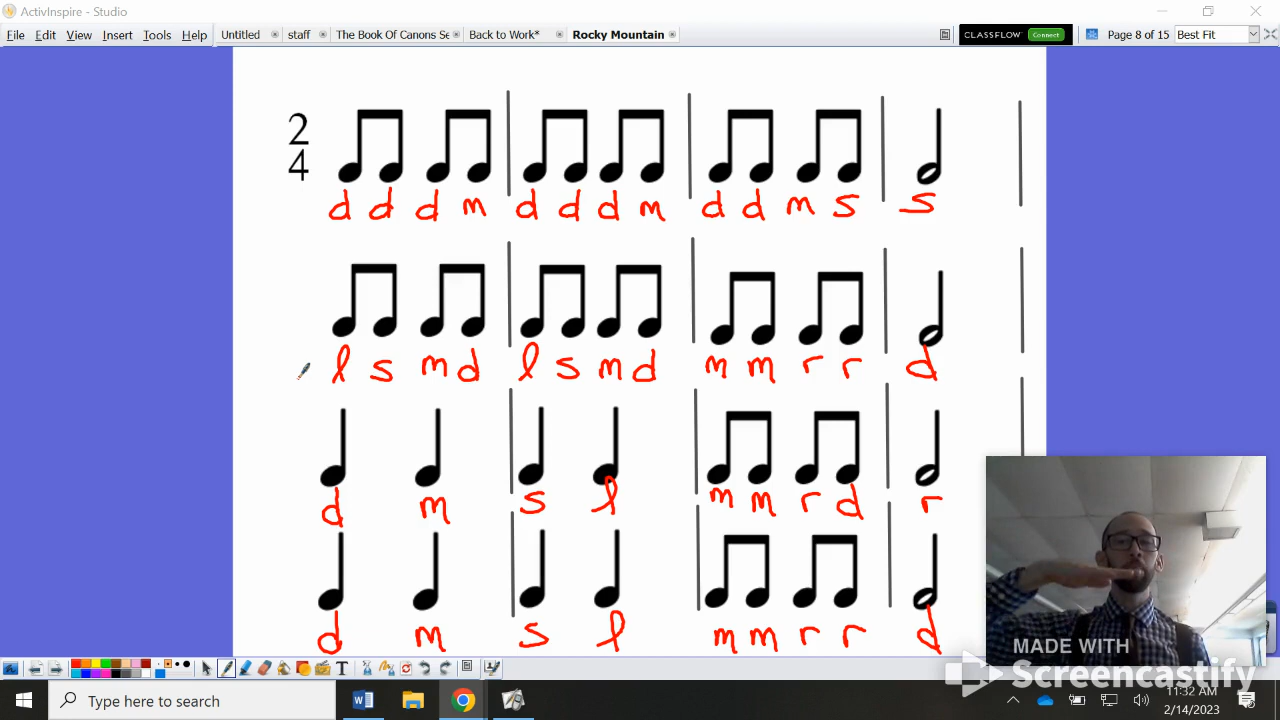 ActivInspire - Studio
File Edit View Insert Tools Help Untitled staff The Book Of Canons Se Back to Work* Rocky Mountain CLASSFLOW Connect Page 8 of 15 Best Fit
2
4
d d d m d d d m d d m s s
l s m d l s m d m m r r d
d m s l m m r d r
d m s l m m r r d
MADE WITH
Screencastify
T
Type here to search
W
11:32 AM
2/14/2023